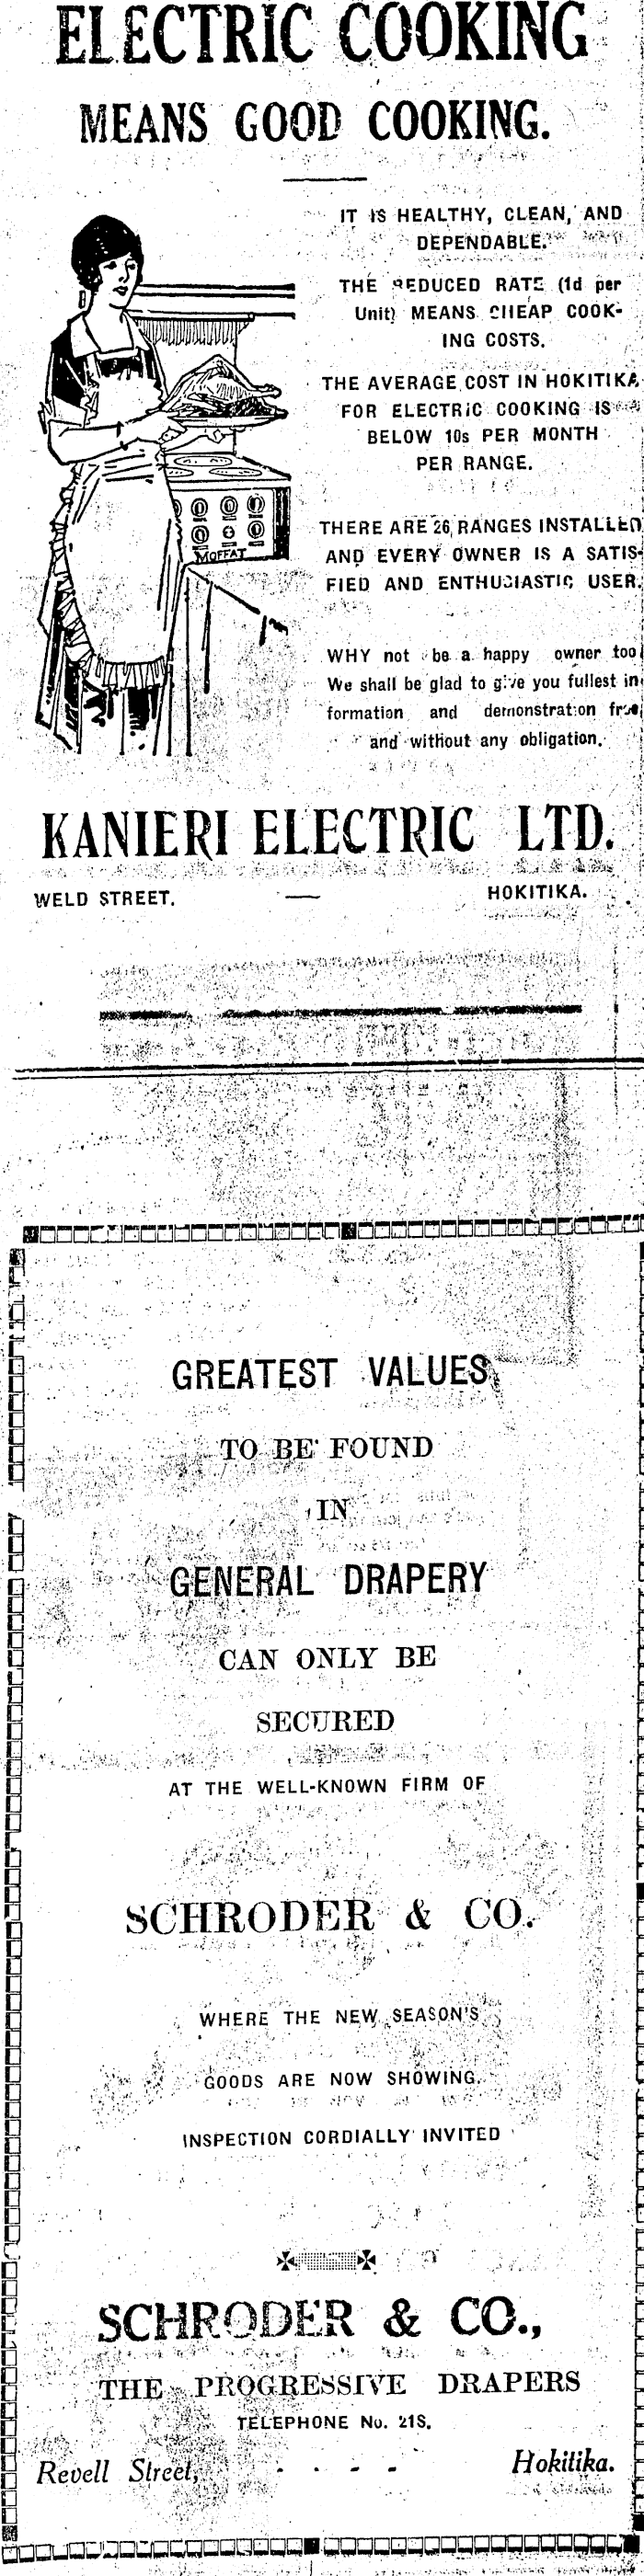 ELECTRIC COOKING
MEANS GOOD COOKING.
IT IS HEALTHY, CLEAN, AND
DEPENDABLE.
THE REDUCED RATE (1d per
Unit) MEANS CHEAP COOK-
ING COSTS.
THE AVERAGE COST IN HOKITIKA
FOR ELECTRIC COOKING IS
BELOW 10s PER MONTH
PER RANGE.
THERE ARE 26 RANGES INSTALLED
AND EVERY OWNER IS A SATIS-
FIED AND ENTHUSIASTIC USER.
MOFFAT
WHY not be a happy owner too
We shall be glad to give you fullest in
formation and demonstration free
and without any obligation.
KANIERI ELECTRIC LTD.
WELD STREET. — HOKITIKA.
GREATEST VALUES
TO BE FOUND
IN
GENERAL DRAPERY
CAN ONLY BE
SECURED
AT THE WELL-KNOWN FIRM OF
SCHRODER & CO.
WHERE THE NEW SEASON'S
GOODS ARE NOW SHOWING.
INSPECTION CORDIALLY INVITED
SCHRODER & CO.,
THE PROGRESSIVE DRAPERS
TELEPHONE No.
Revell Street, - - - - Hokitika.